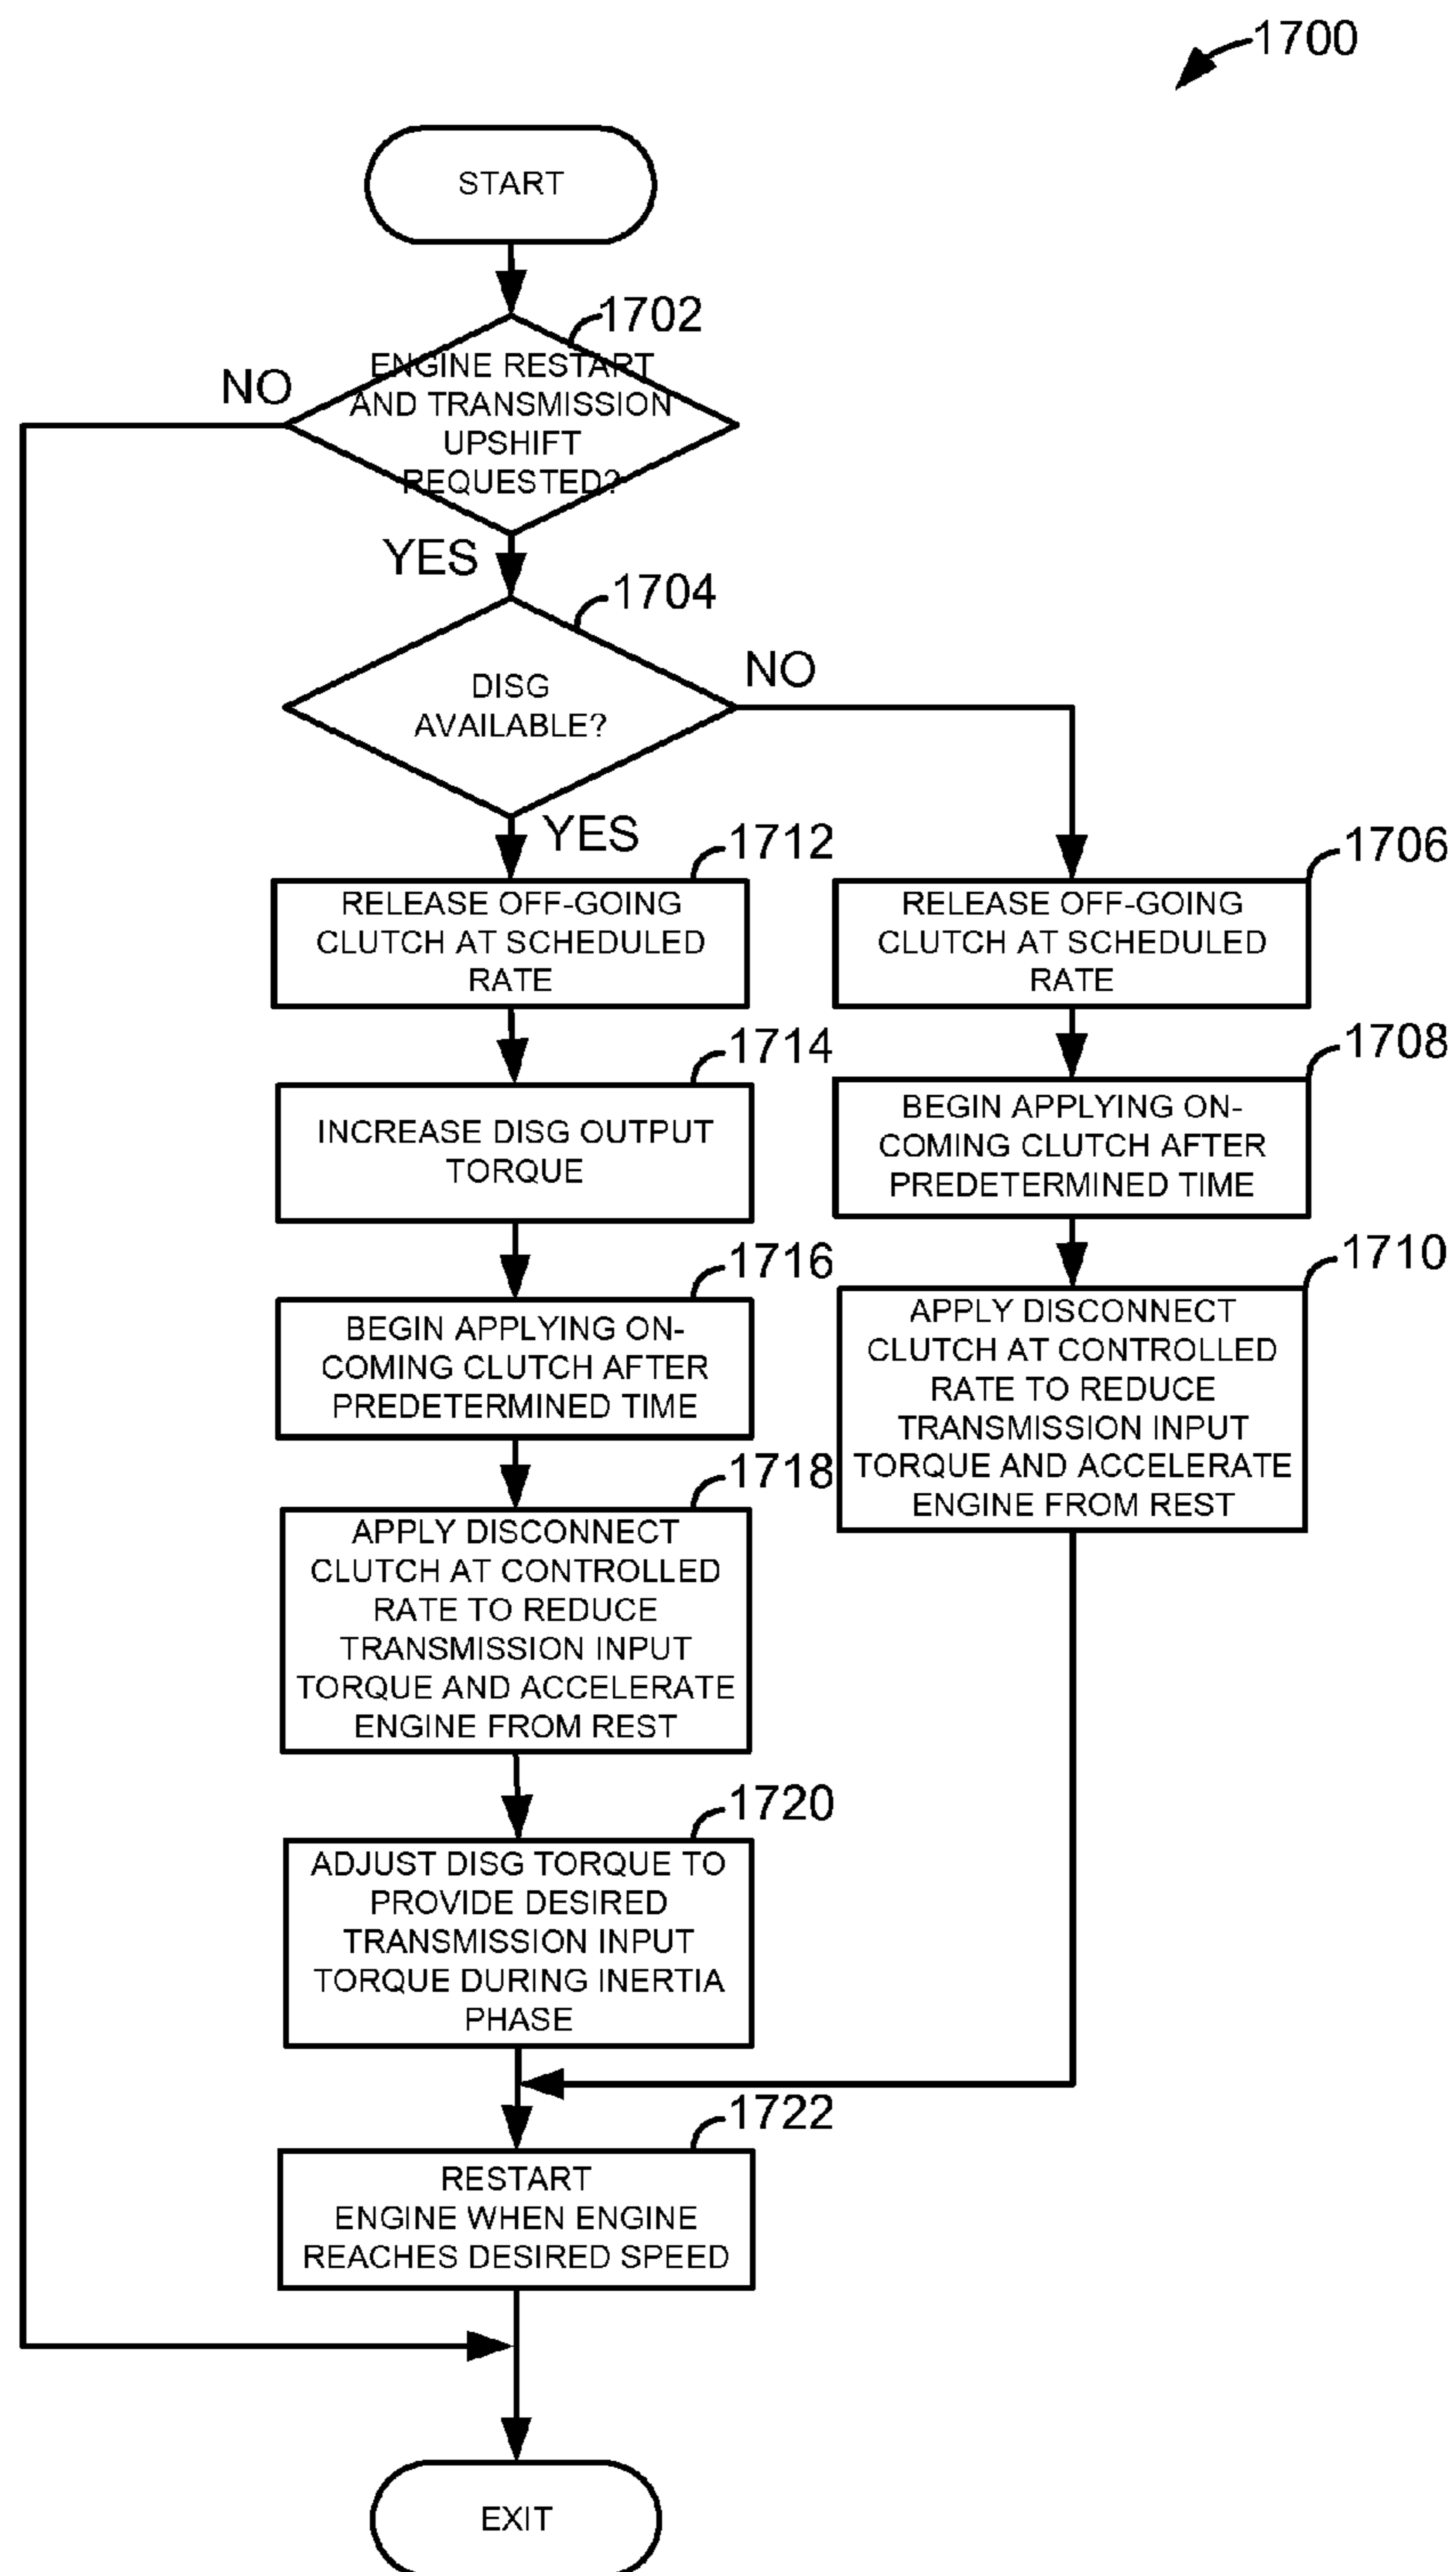 1700
START
1702
ENGINE RESTART
AND TRANSMISSION
UPSHIFT
REQUESTED?
NO
YES
1704
DISG
AVAILABLE?
NO
YES
1712
RELEASE OFF-GOING
CLUTCH AT SCHEDULED
RATE
1706
RELEASE OFF-GOING
CLUTCH AT SCHEDULED
RATE
1714
INCREASE DISG OUTPUT
TORQUE
1708
BEGIN APPLYING ON-
COMING CLUTCH AFTER
PREDETERMINED TIME
1716
BEGIN APPLYING ON-
COMING CLUTCH AFTER
PREDETERMINED TIME
1710
APPLY DISCONNECT
CLUTCH AT CONTROLLED
RATE TO REDUCE
TRANSMISSION INPUT
TORQUE AND ACCELERATE
ENGINE FROM REST
1718
APPLY DISCONNECT
CLUTCH AT CONTROLLED
RATE TO REDUCE
TRANSMISSION INPUT
TORQUE AND ACCELERATE
ENGINE FROM REST
1720
ADJUST DISG TORQUE TO
PROVIDE DESIRED
TRANSMISSION INPUT
TORQUE DURING INERTIA
PHASE
1722
RESTART
ENGINE WHEN ENGINE
REACHES DESIRED SPEED
EXIT